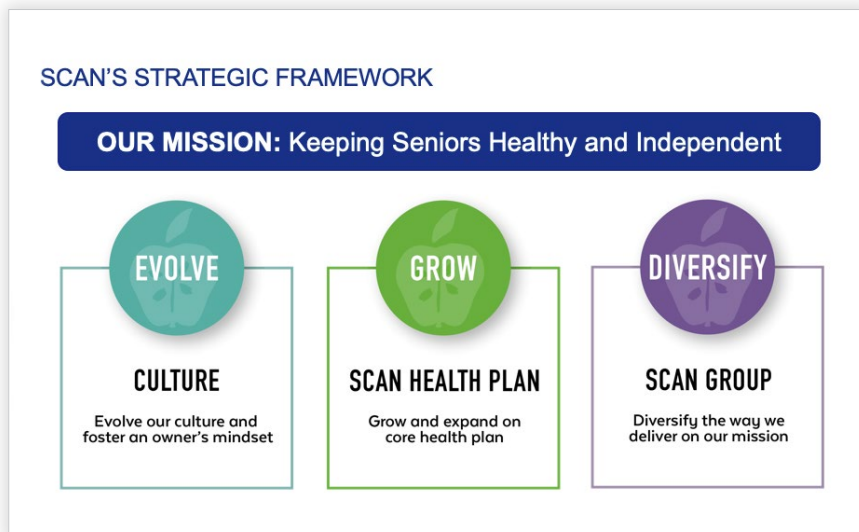 SCAN'S STRATEGIC FRAMEWORK
OUR MISSION: Keeping Seniors Healthy and Independent
EVOLVE
CULTURE
Evolve our culture and
foster an owner's mindset
GROW
SCAN HEALTH PLAN
Grow and expand on
core health plan
DIVERSIFY
SCAN GROUP
Diversify the way we
deliver on our mission